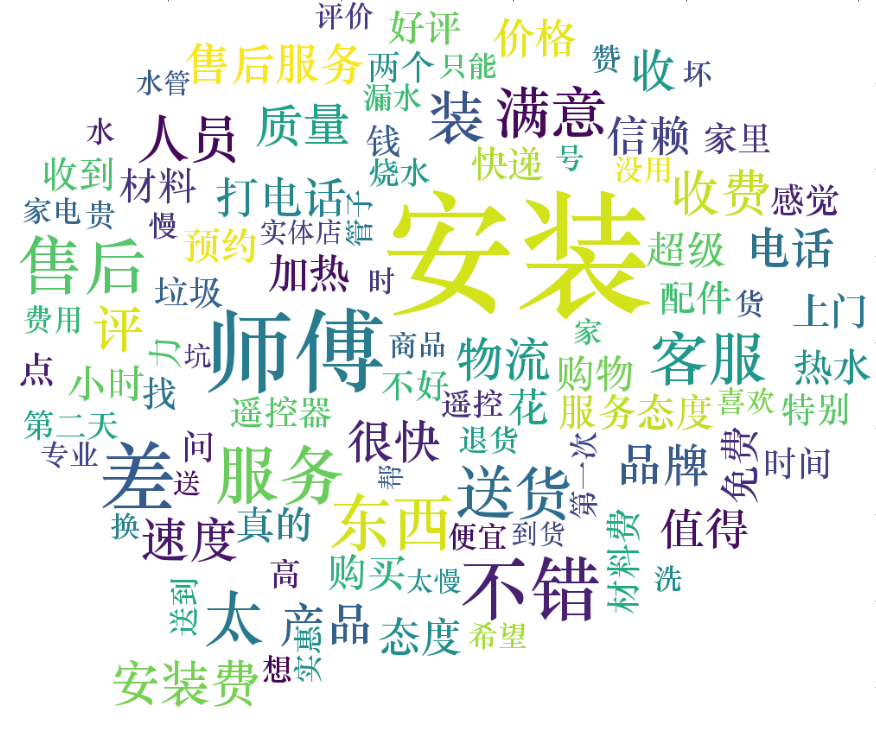 评价
好评
价格
售后服务
两个
只能
赞
收
坏
水管
漏水
装
满意
水
人员
质量
钱
信赖
家里
烧水
快递
号
没用
收到
材料
打电话
管子
收费
感觉
家电
贵
慢
预约
实体店
安装
超级
电话
售后
加热
时
垃圾
配件
货
上门
费用
评
师傅
力
坑
商品
物流
家
客服
热水
点
小时
找
不好
购物
遥控器
遥控
花
服务态度
喜欢
特别
第二天
专业
差
问
送
很快
退货
帮
服务
送货
第一次
品牌
免费
时间
换
速度
真的
东西
便宜
到货
材料费
值得
高
购买
太慢
不错
洗
送到
太
产品
实惠
态度
希望
安装费
想